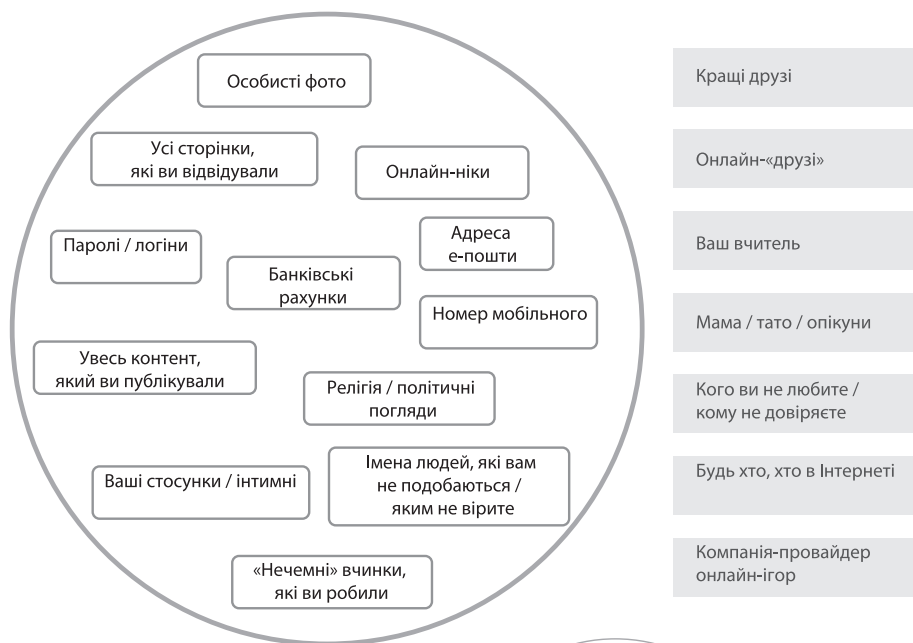 Особисті фото
Усі сторінки,
які ви відвідували
Онлайн-ніки
Паролі / логіни
Адреса
е-пошти
Банківські
рахунки
Номер мобільного
Увесь контент,
який ви публікували
Релігія / політичні
погляди
Ваші стосунки / інтимні
Імена людей, які вам
не подобаються /
яким не вірите
«Нечемні» вчинки,
які ви робили
Кращі друзі
Онлайн-«друзі»
Ваш вчитель
Мама / тато / опікуни
Кого ви не любите /
кому не довіряєте
Будь хто, хто в Інтернеті
Компанія-провайдер
онлайн-ігор